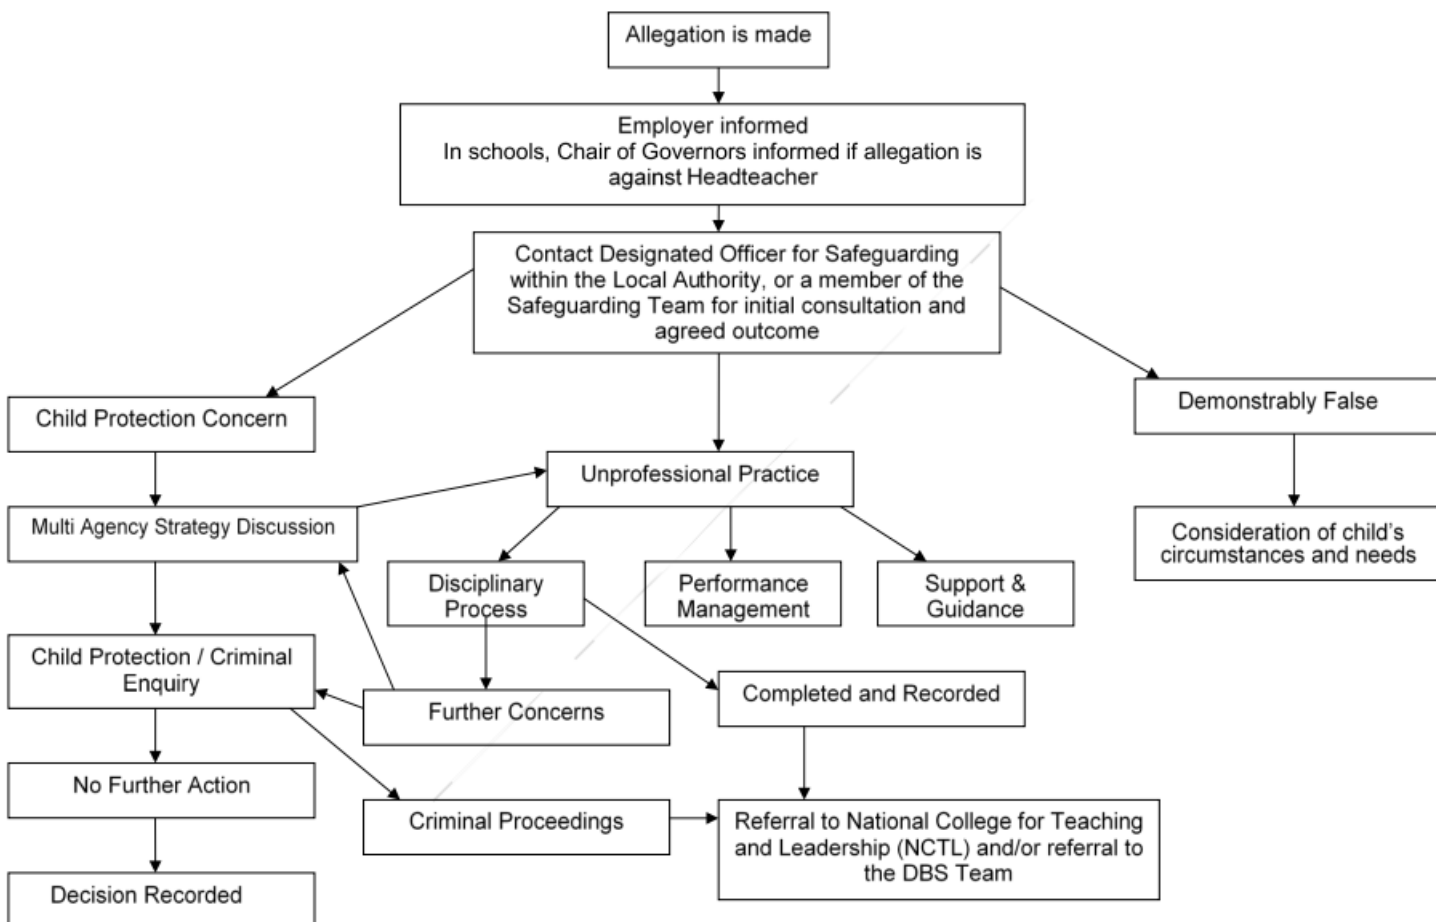 Allegation is made
Employer informed
In schools, Chair of Governors informed if allegation is
against Headteacher
Contact Designated Officer for Safeguarding
within the Local Authority, or a member of the
Safeguarding Team for initial consultation and
agreed outcome
Child Protection Concern
Demonstrably False
Unprofessional Practice
Multi Agency Strategy Discussion
Consideration of child's
circumstances and needs
Disciplinary
Process
Performance
Management
Support &
Guidance
Child Protection / Criminal
Enquiry
Further Concerns
Completed and Recorded
No Further Action
Criminal Proceedings
Referral to National College for Teaching
and Leadership (NCTL) and/or referral to
the DBS Team
Decision Recorded